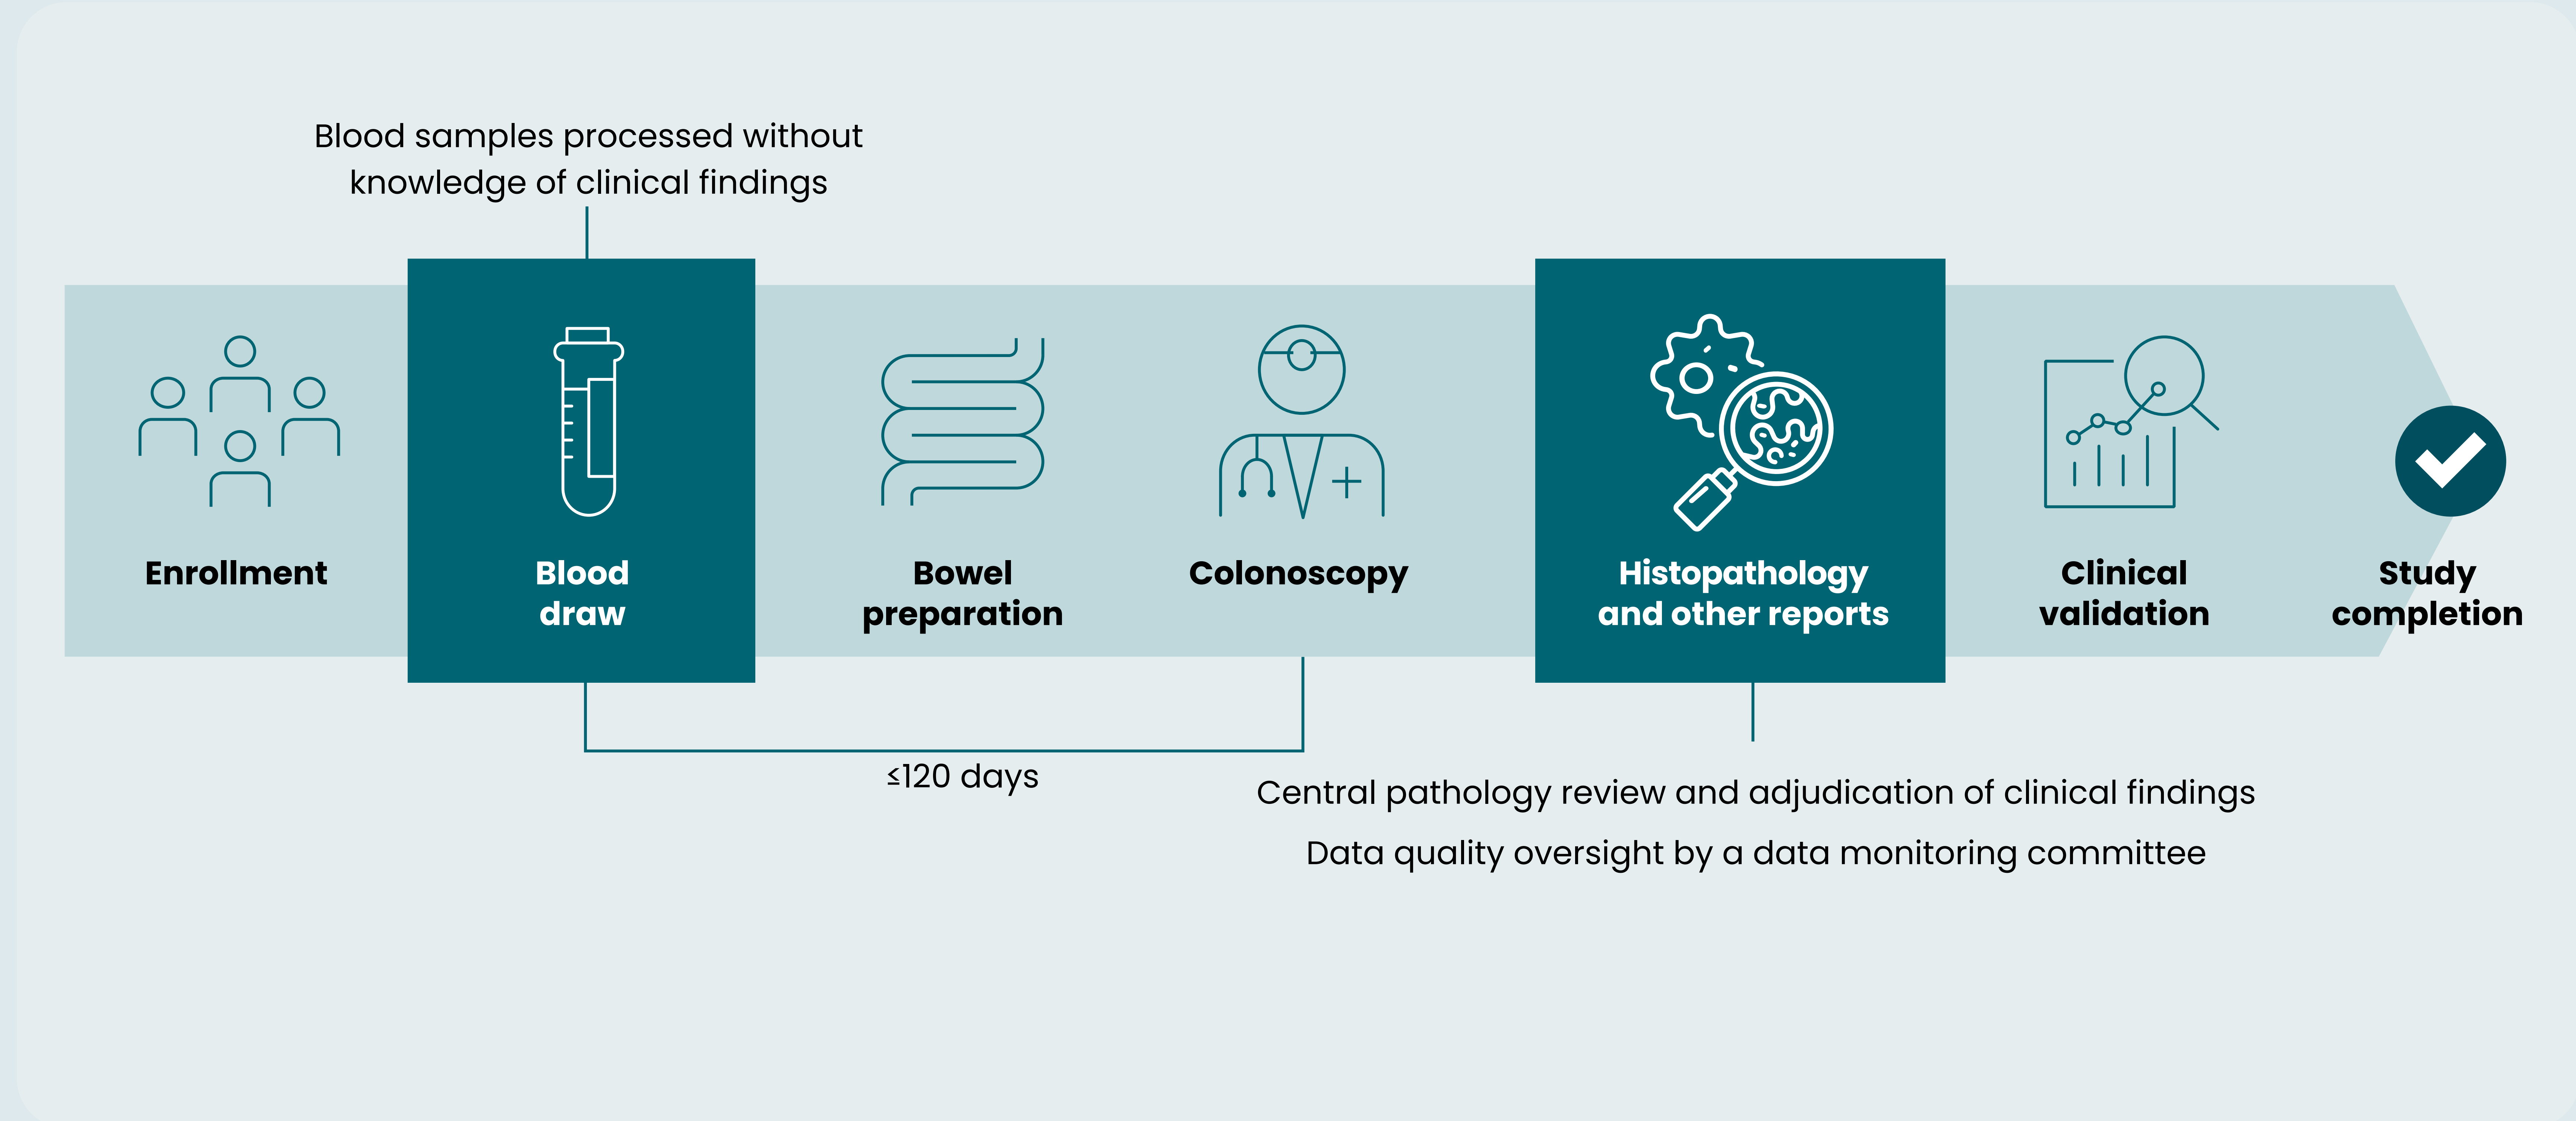 Blood samples processed without
knowledge of clinical findings
Enrollment
Blood
draw
Bowel
preparation
Colonoscopy
Histopathology
and other reports
Clinical
validation
Study
completion
≤120 days
Central pathology review and adjudication of clinical findings
Data quality oversight by a data monitoring committee